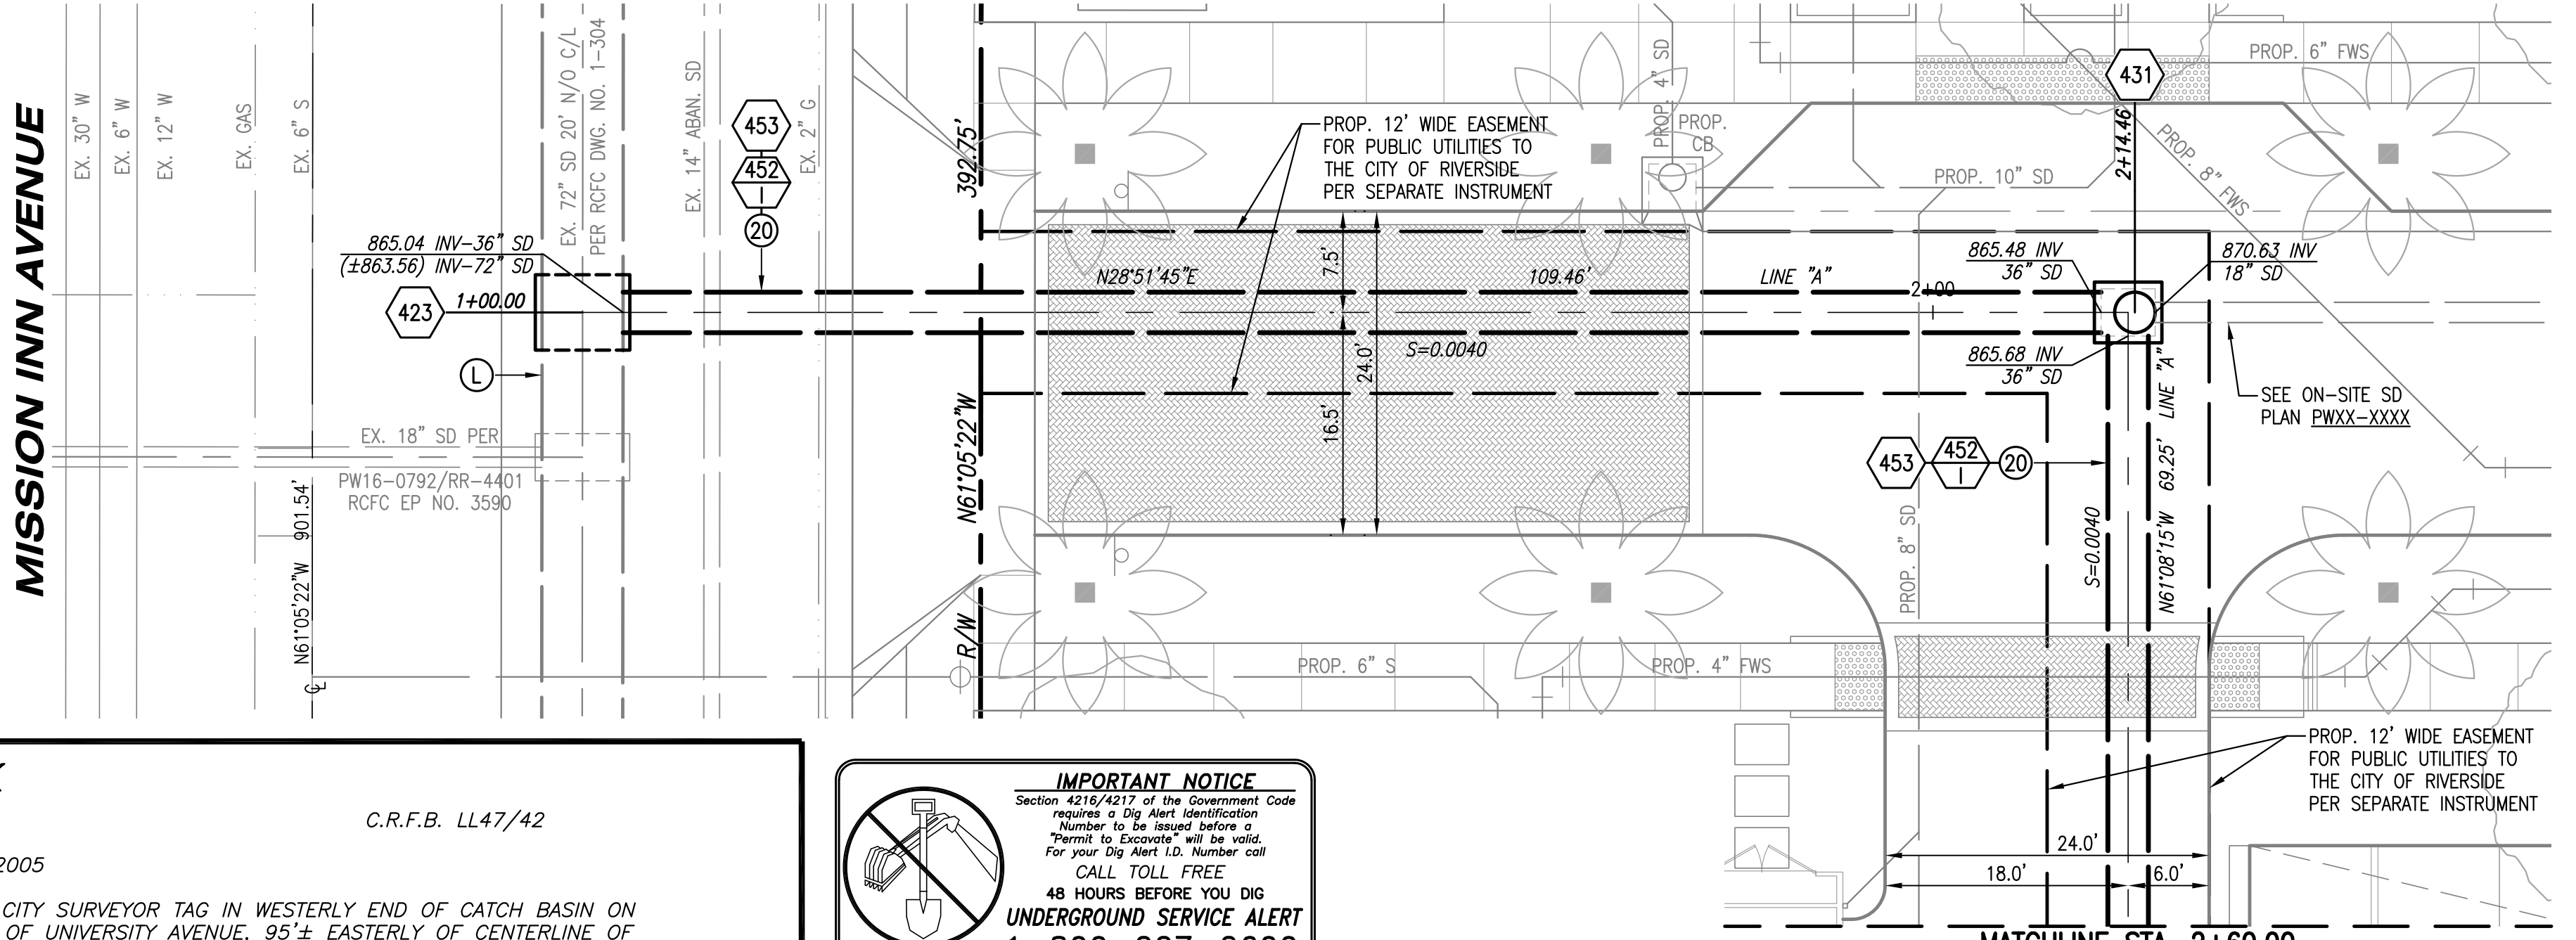 MISSION INN AVENUE
EX. 30" W
EX. 6" W
EX. 12" W
EX. GAS
EX. 6" S
EX. 72" SD 20' N/O C/L
PER RCFC DWG. NO. 1-304
EX. 14" ABAN. SD
EX. 2" G
453
452
I
20
865.04 INV-36" SD
(±863.56) INV-72" SD
423
1+00.00
L
EX. 18" SD PER
PW16-0792/RR-4401
RCFC EP NO. 3590
N61°05'22"W 901.54'
392.75'
N61°05'22"W
R/W
PROP. 12' WIDE EASEMENT
FOR PUBLIC UTILITIES TO
THE CITY OF RIVERSIDE
PER SEPARATE INSTRUMENT
N28°51'45"E
109.46'
LINE "A"
2+00
S=0.0040
7.5'
24.0'
16.5'
PROP. 4" SD
PROP.
CB
PROP. 10" SD
431
2+14.46
PROP. 6" FWS
PROP. 8" FWS
865.48 INV
36" SD
870.63 INV
18" SD
865.68 INV
36" SD
SEE ON-SITE SD
PLAN PWXX-XXXX
453
452
I
20
PROP. 8" SD
S=0.0040
N61°08'15"W 69.25' LINE "A"
PROP. 6" S
PROP. 4" FWS
PROP. 12' WIDE EASEMENT
FOR PUBLIC UTILITIES TO
THE CITY OF RIVERSIDE
PER SEPARATE INSTRUMENT
24.0'
18.0'
6.0'
C.R.F.B. LL47/42
2005
CITY SURVEYOR TAG IN WESTERLY END OF CATCH BASIN ON
OF UNIVERSITY AVENUE, 95'± EASTERLY OF CENTERLINE OF
IMPORTANT NOTICE
Section 4216/4217 of the Government Code
requires a Dig Alert Identification
Number to be issued before a
"Permit to Excavate" will be valid.
For your Dig Alert I.D. Number call
CALL TOLL FREE
48 HOURS BEFORE YOU DIG
UNDERGROUND SERVICE ALERT
MATCHLINE STA.